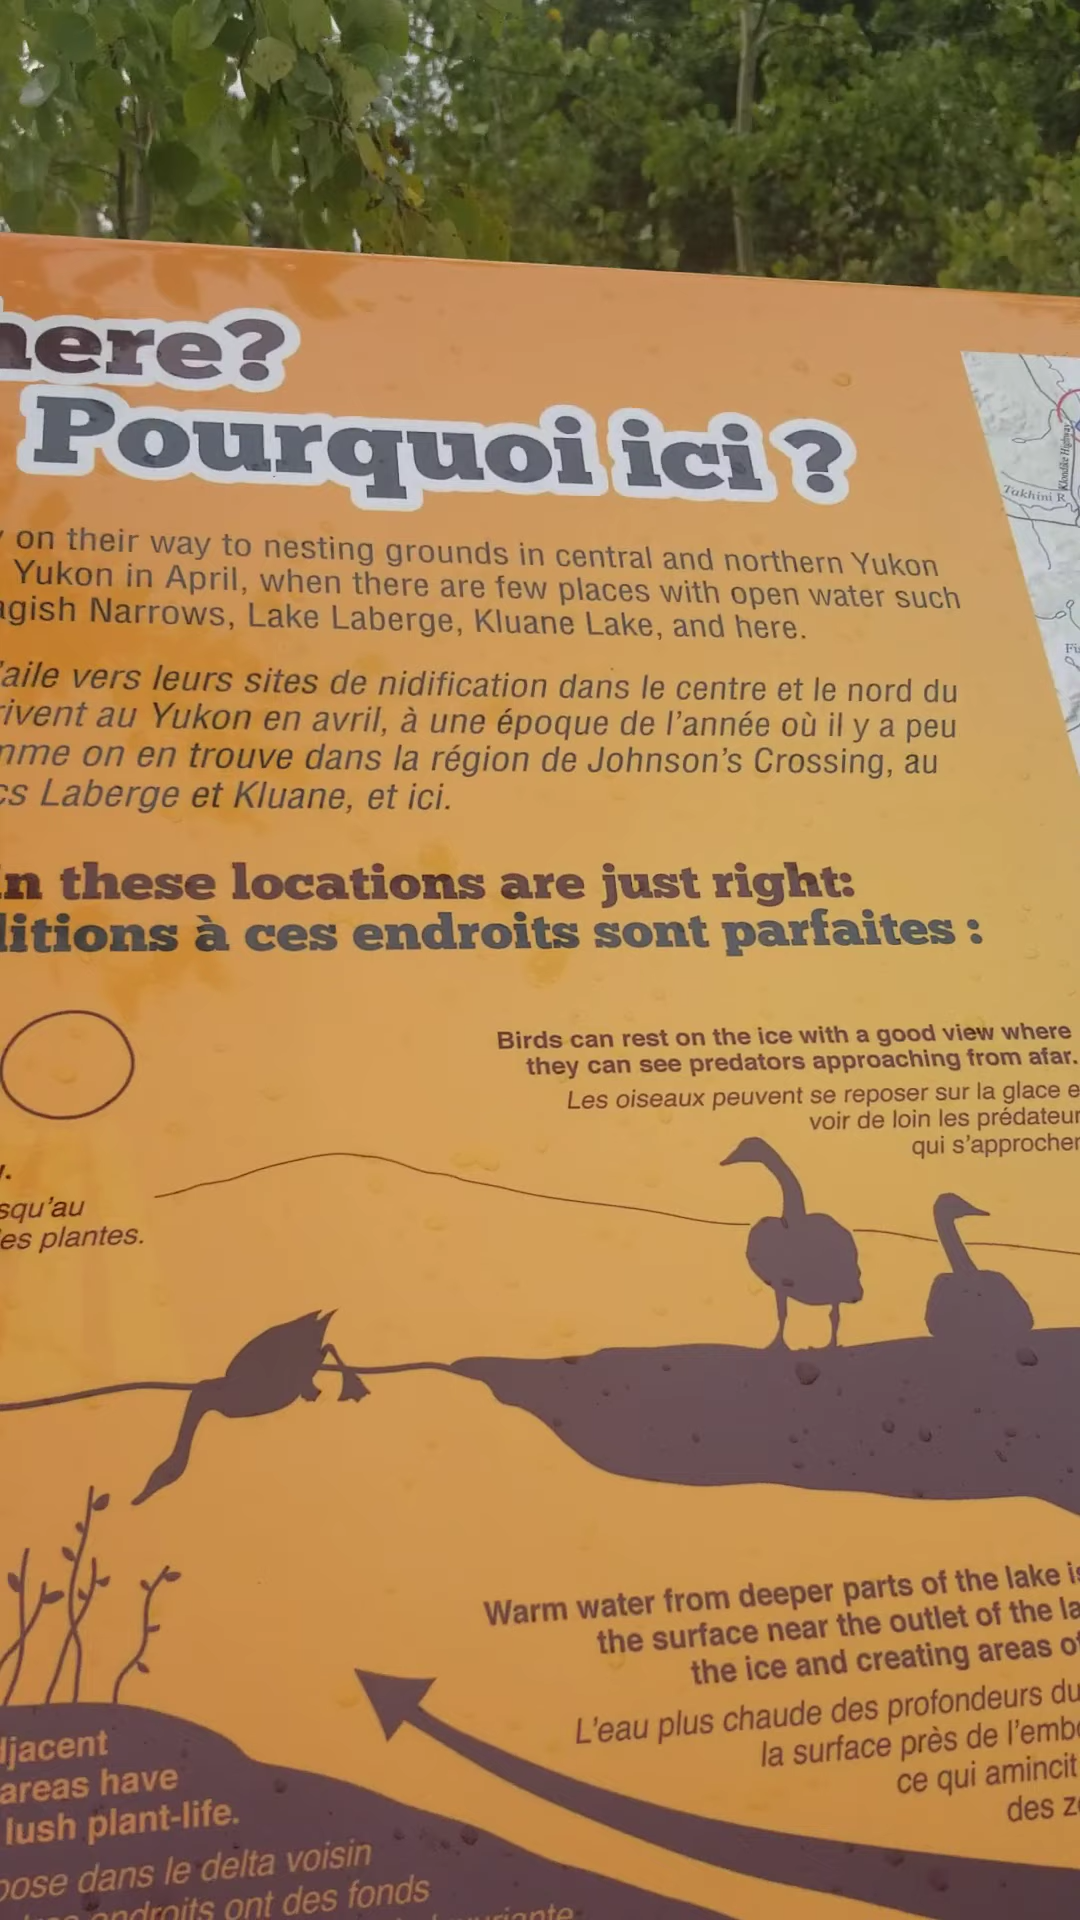 here?
Pourquoi ici ?
Klondike Highway
Takhini R
on their way to nesting grounds in central and northern Yukon
Yukon in April, when there are few places with open water such
agish Narrows, Lake Laberge, Kluane Lake, and here.
'aile vers leurs sites de nidification dans le centre et le nord du
rivent au Yukon en avril, à une époque de l'année où il y a peu
mme on en trouve dans la région de Johnson's Crossing, au
cs Laberge et Kluane, et ici.
in these locations are just right:
ditions à ces endroits sont parfaites :
Birds can rest on the ice with a good view where
they can see predators approaching from afar.
Les oiseaux peuvent se reposer sur la glace e
voir de loin les prédateur
qui s'approcher
squ'au
es plantes.
Warm water from deeper parts of the lake is
the surface near the outlet of the la
the ice and creating areas o
L'eau plus chaude des profondeurs du
la surface près de l'embo
ce qui amincit
des z
djacent
areas have
lush plant-life.
pose dans le delta voisin
endroits ont des fonds